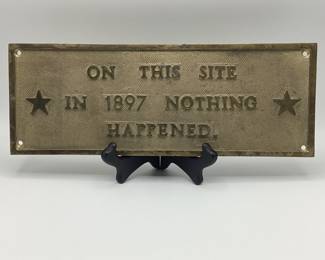 ON THIS SITE
IN 1897 NOTHING
HAPPENED.